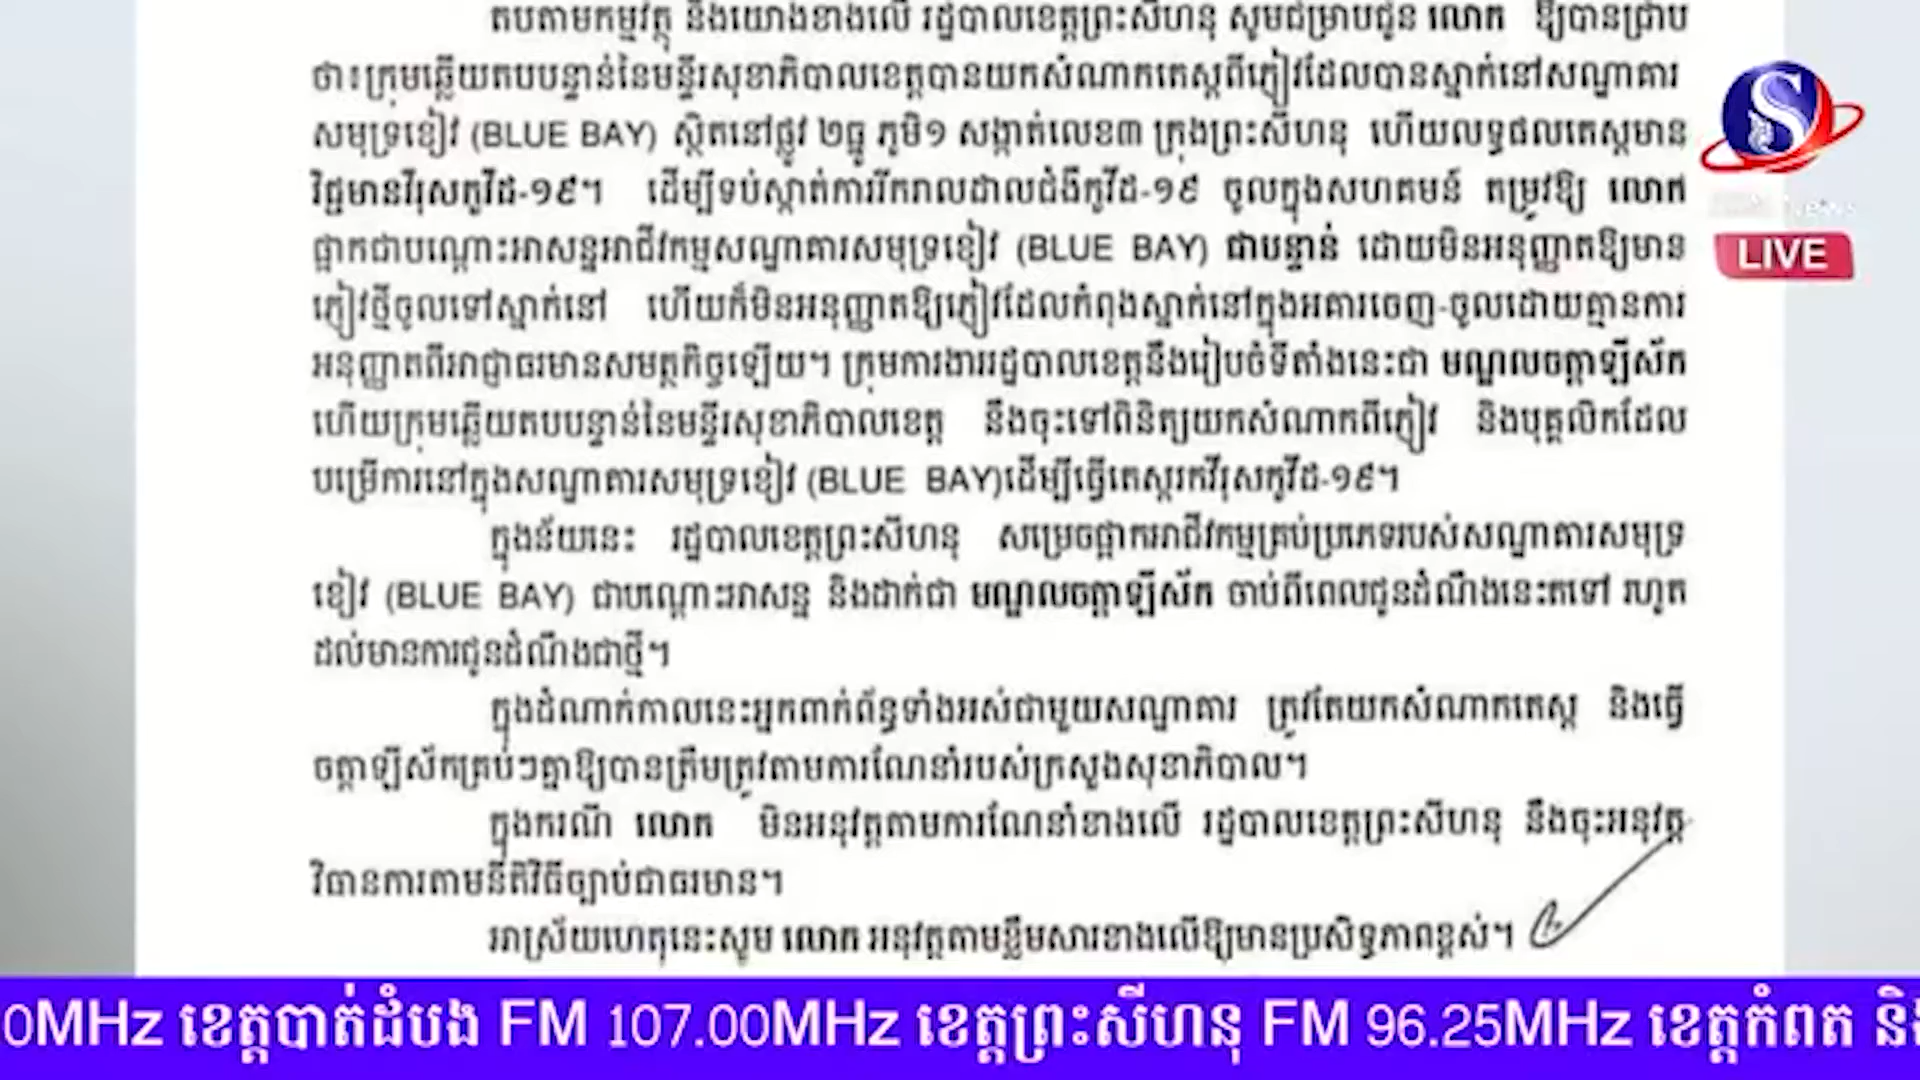 តបតាមកម្មវត្ថុ និងយោងខាងលើ រដ្ឋបាលខេត្តព្រះសីហនុ សូមជម្រាបជូន លោក ឱ្យបានជ្រាប
ថា៖ក្រុមឆ្លើយតបបន្ទាន់នៃមន្ទីរសុខាភិបាលខេត្តបានយកសំណាកតេស្តពីភ្ញៀវដែលបានស្នាក់នៅសណ្ឋាគារ
សមុទ្រខៀវ (BLUE BAY) ស្ថិតនៅផ្លូវ ២ធ្នូ ភូមិ១ សង្កាត់លេខ៣ ក្រុងព្រះសីហនុ ហើយលទ្ធផលតេស្តមាន
វិជ្ជមានវីរុសកូវីដ-១៩។ ដើម្បីទប់ស្កាត់ការរីករាលដាលជំងឺកូវីដ-១៩ ចូលក្នុងសហគមន៍ តម្រូវឱ្យ លោក
ផ្អាកជាបណ្តោះអាសន្នអាជីវកម្មសណ្ឋាគារសមុទ្រខៀវ (BLUE BAY) ជាបន្ទាន់ ដោយមិនអនុញ្ញាតឱ្យមាន
ភ្ញៀវថ្មីចូលទៅស្នាក់នៅ ហើយក៏មិនអនុញ្ញាតឱ្យភ្ញៀវដែលកំពុងស្នាក់នៅក្នុងអគារចេញ-ចូលដោយគ្មានការ
អនុញ្ញាតពីអាជ្ញាធរមានសមត្ថកិច្ចឡើយ។ ក្រុមការងាររដ្ឋបាលខេត្តនឹងរៀបចំទីតាំងនេះជា មណ្ឌលចត្តាឡីស័ក
ហើយក្រុមឆ្លើយតបបន្ទាន់នៃមន្ទីរសុខាភិបាលខេត្ត នឹងចុះទៅពិនិត្យយកសំណាកពីភ្ញៀវ និងបុគ្គលិកដែល
បម្រើការនៅក្នុងសណ្ឋាគារសមុទ្រខៀវ (BLUE BAY)ដើម្បីធ្វើតេស្តរកវីរុសកូវីដ-១៩។
ក្នុងន័យនេះ រដ្ឋបាលខេត្តព្រះសីហនុ សម្រេចផ្អាករអាជីវកម្មគ្រប់ប្រភេទរបស់សណ្ឋាគារសមុទ្រ
ខៀវ (BLUE BAY) ជាបណ្តោះអាសន្ន និងដាក់ជា មណ្ឌលចត្តាឡីស័ក ចាប់ពីពេលជូនដំណឹងនេះតទៅ រហូត
ដល់មានការជូនដំណឹងជាថ្មី។
ក្នុងដំណាក់កាលនេះអ្នកពាក់ព័ន្ធទាំងអស់ជាមួយសណ្ឋាគារ ត្រូវតែយកសំណាកតេស្ត និងធ្វើ
ចត្តាឡីស័កគ្រប់ៗគ្នាឱ្យបានត្រឹមត្រូវតាមការណែនាំរបស់ក្រសួងសុខាភិបាល។
ក្នុងករណី លោក មិនអនុវត្តតាមការណែនាំខាងលើ រដ្ឋបាលខេត្តព្រះសីហនុ នឹងចុះអនុវត្ត
វិធានការតាមនីតិវិធីច្បាប់ជាធរមាន។
អាស្រ័យហេតុនេះសូម លោក អនុវត្តតាមខ្លឹមសារខាងលើឱ្យមានប្រសិទ្ធភាពខ្ពស់។
S
News
LIVE
0MHz ខេត្តបាត់ដំបង FM 107.00MHz ខេត្តព្រះសីហនុ FM 96.25MHz ខេត្តកំពត និង